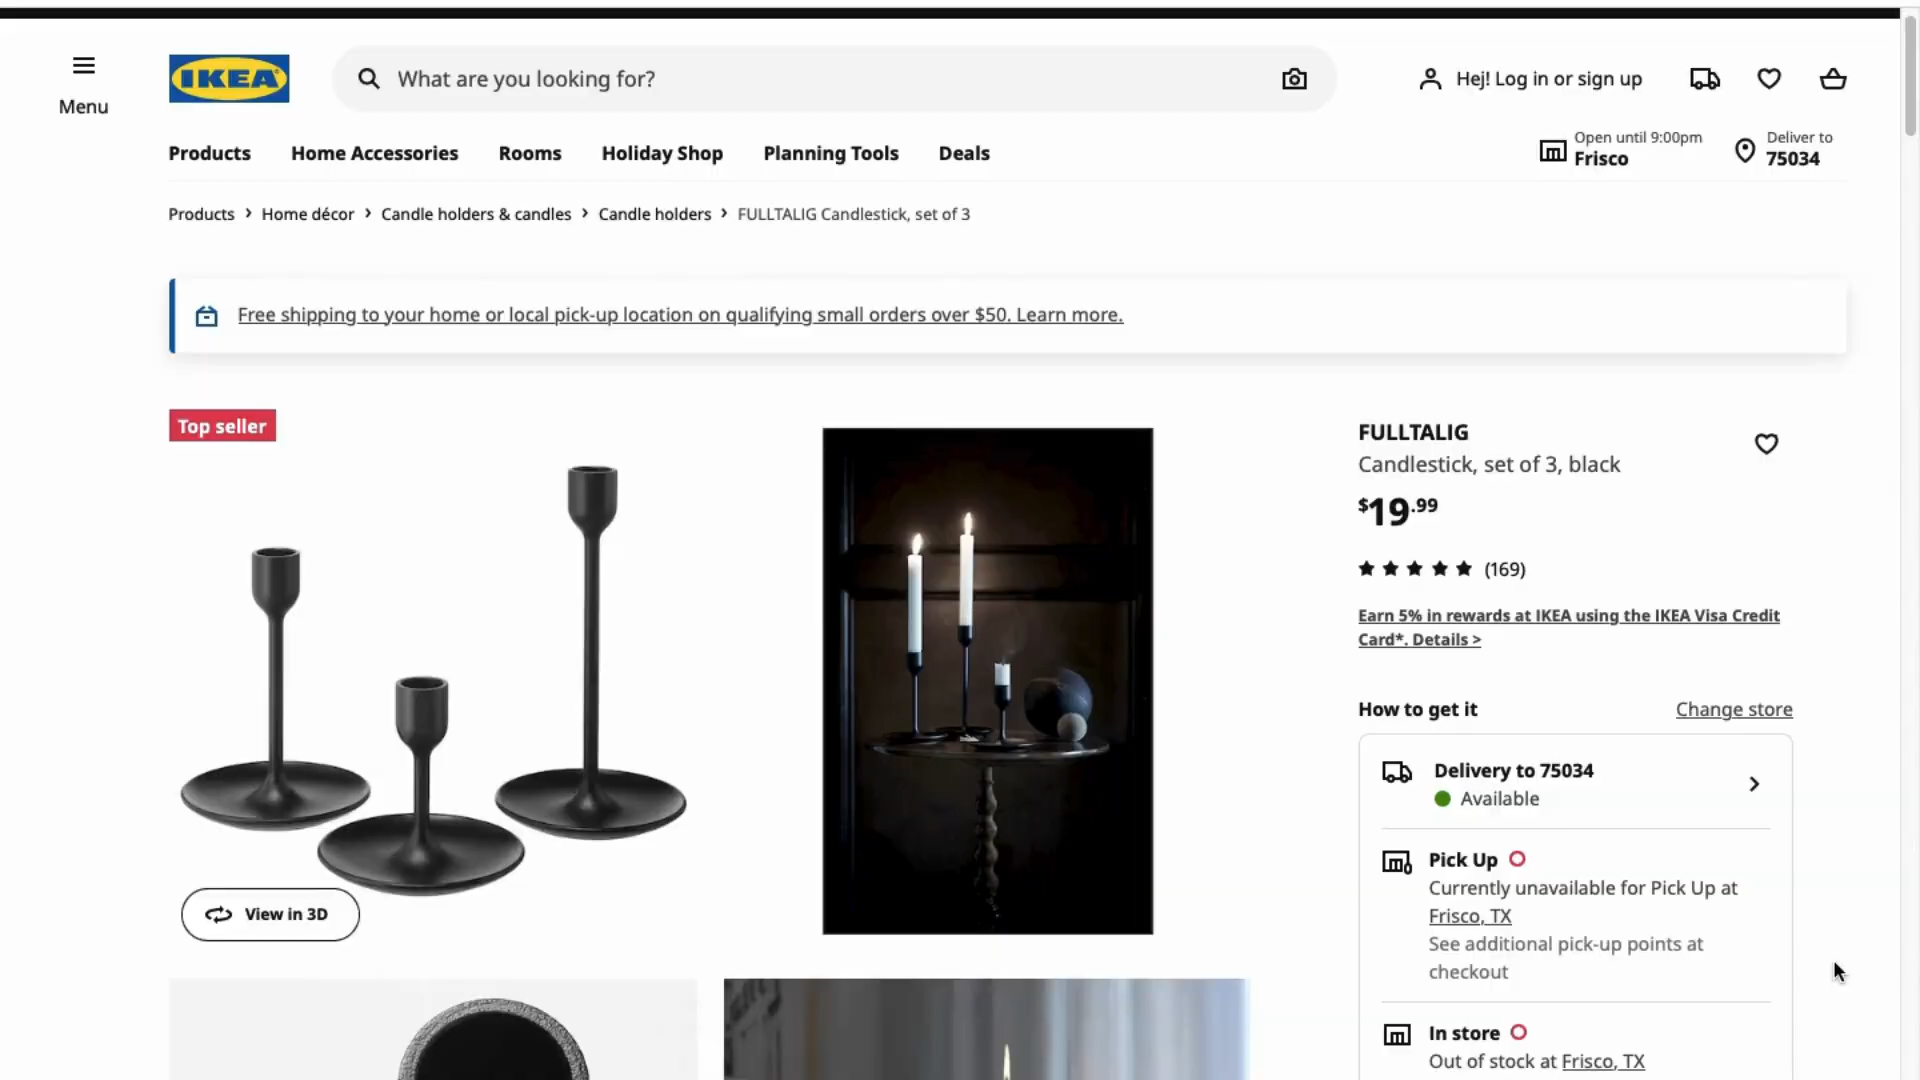 Menu
IKEA
What are you looking for?
Hej! Log in or sign up
Products
Home Accessories
Rooms
Holiday Shop
Planning Tools
Deals
Open until 9:00pm
Frisco
Deliver to
75034
Products > Home décor > Candle holders & candles > Candle holders > FULLTALIG Candlestick, set of 3
Free shipping to your home or local pick-up location on qualifying small orders over $50. Learn more.
Top seller
View in 3D
FULLTALIG
Candlestick, set of 3, black
$19.99
(169)
Earn 5% in rewards at IKEA using the IKEA Visa Credit
Card*. Details >
How to get it
Change store
Delivery to 75034
Available
Pick Up
Currently unavailable for Pick Up at
Frisco, TX
See additional pick-up points at
checkout
In store
Out of stock at Frisco, TX